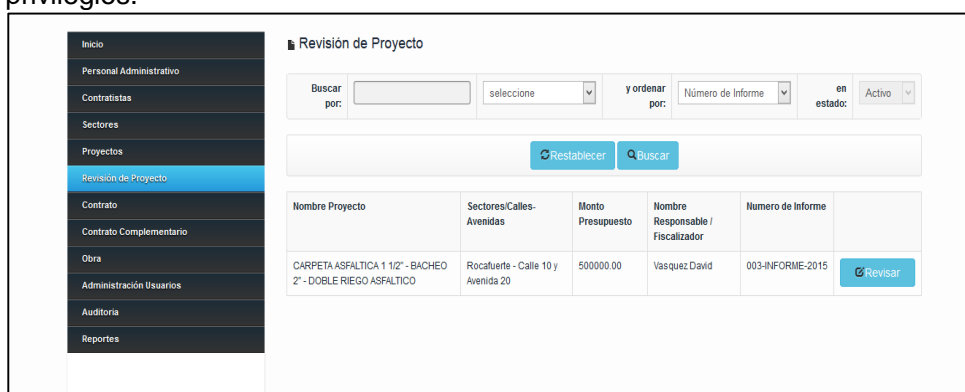 privilegios.
Inicio
Personal Administrativo
Contratistas
Sectores
Proyectos
Revisión de Proyecto
Contrato
Contrato Complementario
Obra
Administración Usuarios
Auditoria
Reportes
Revisión de Proyecto
Buscar por: seleccione y ordenar por: Número de Informe en estado: Activo
Restablecer Buscar
Nombre Proyecto Sectores/Calles- Monto Nombre Numero de Informe
Avenidas Presupuesto Responsable /
Fiscalizador
CARPETA ASFALTICA 1 1/2" - BACHEO Rocafuerte - Calle 10 y 500000.00 Vasquez David 003-INFORME-2015 Revisar
2" - DOBLE RIEGO ASFALTICO Avenida 20